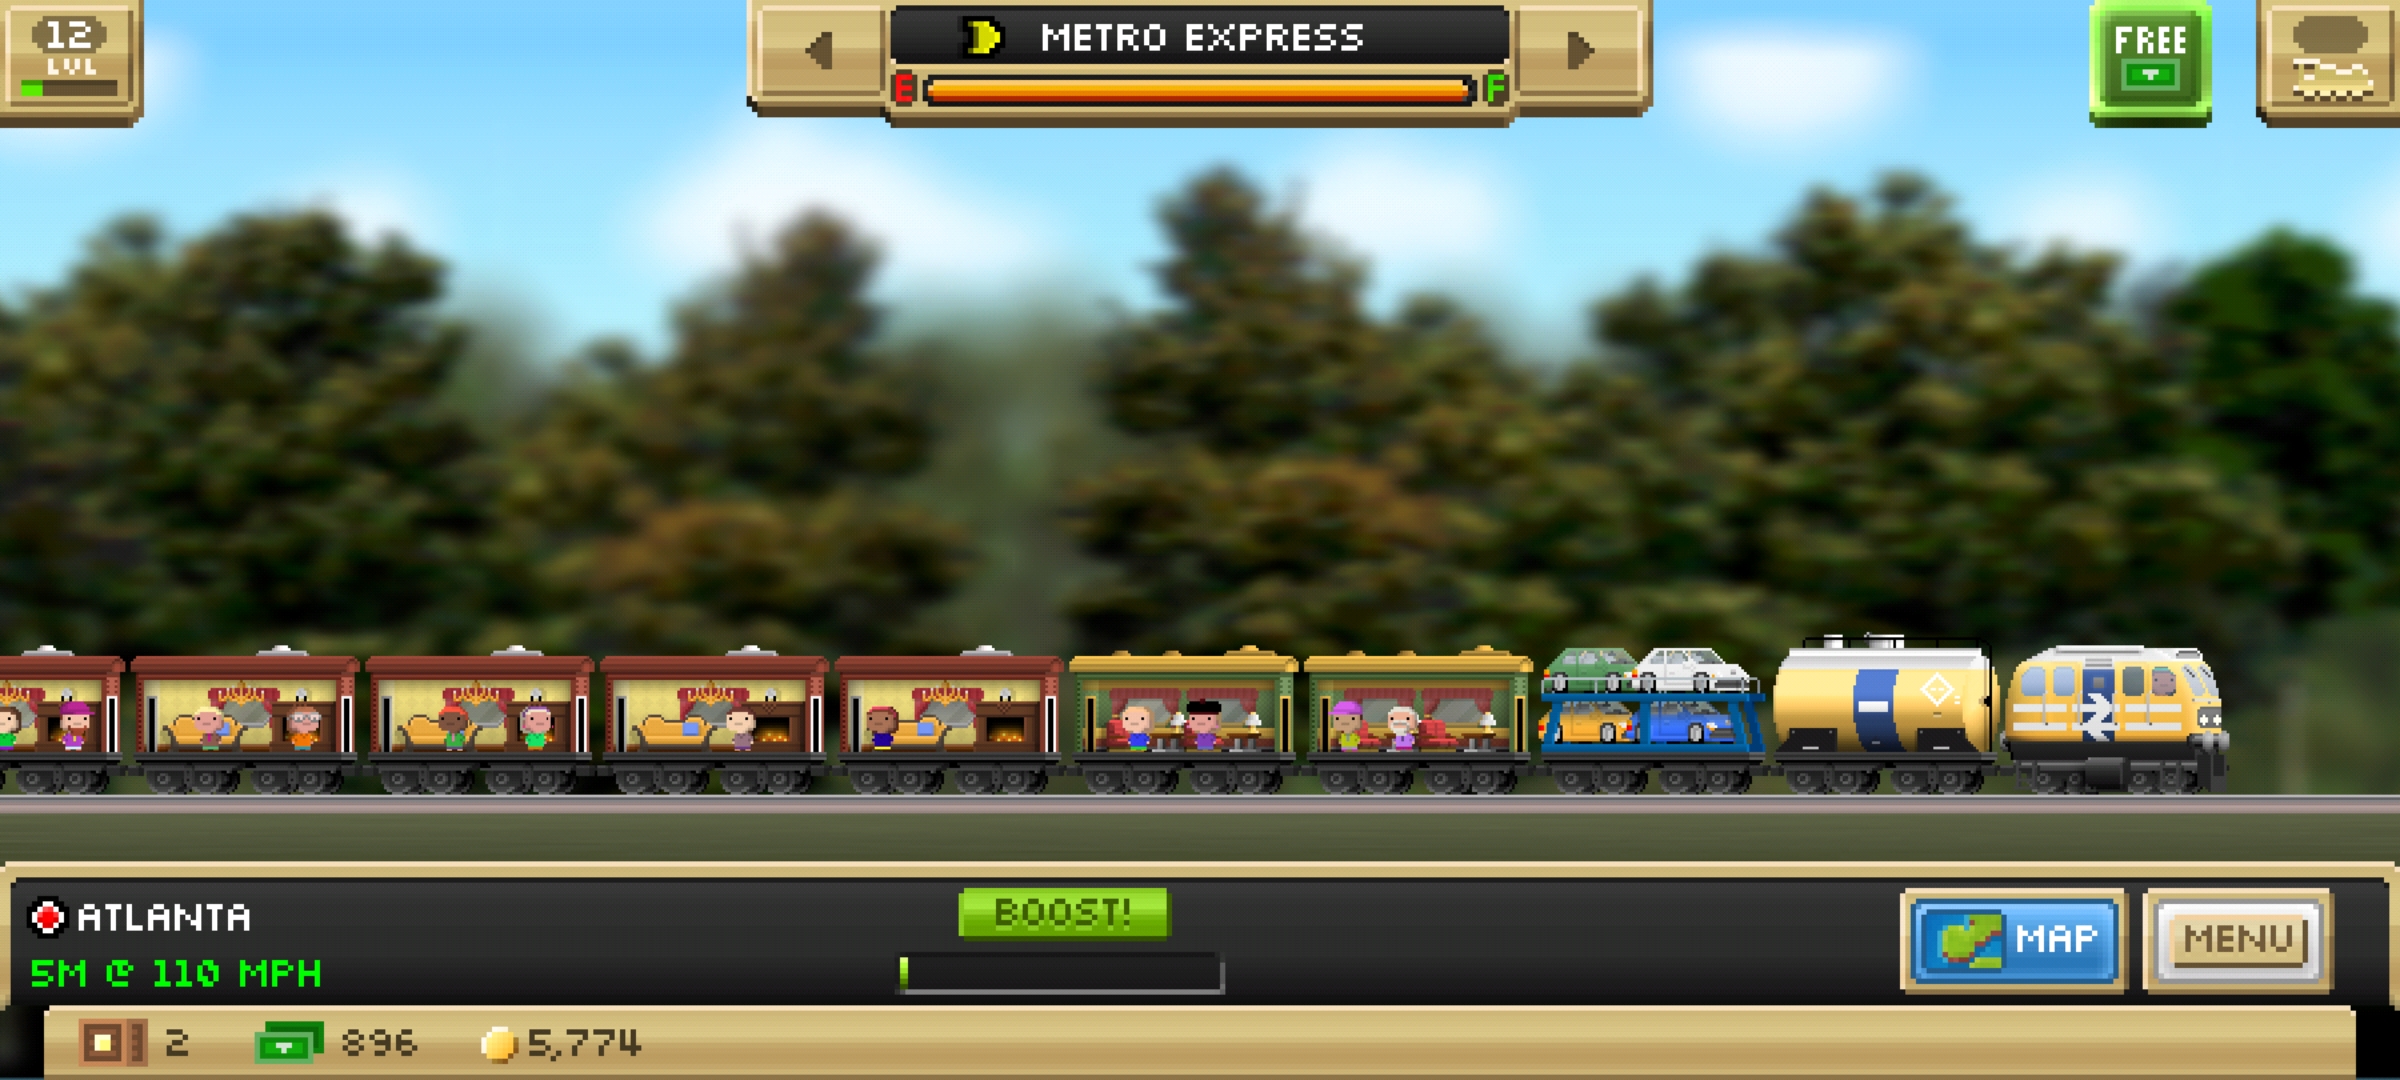 12
LVL
METRO EXPRESS
E F
FREE
ATLANTA
5M @ 110 MPH
BOOST!
MAP
MENU
2 896 5,774